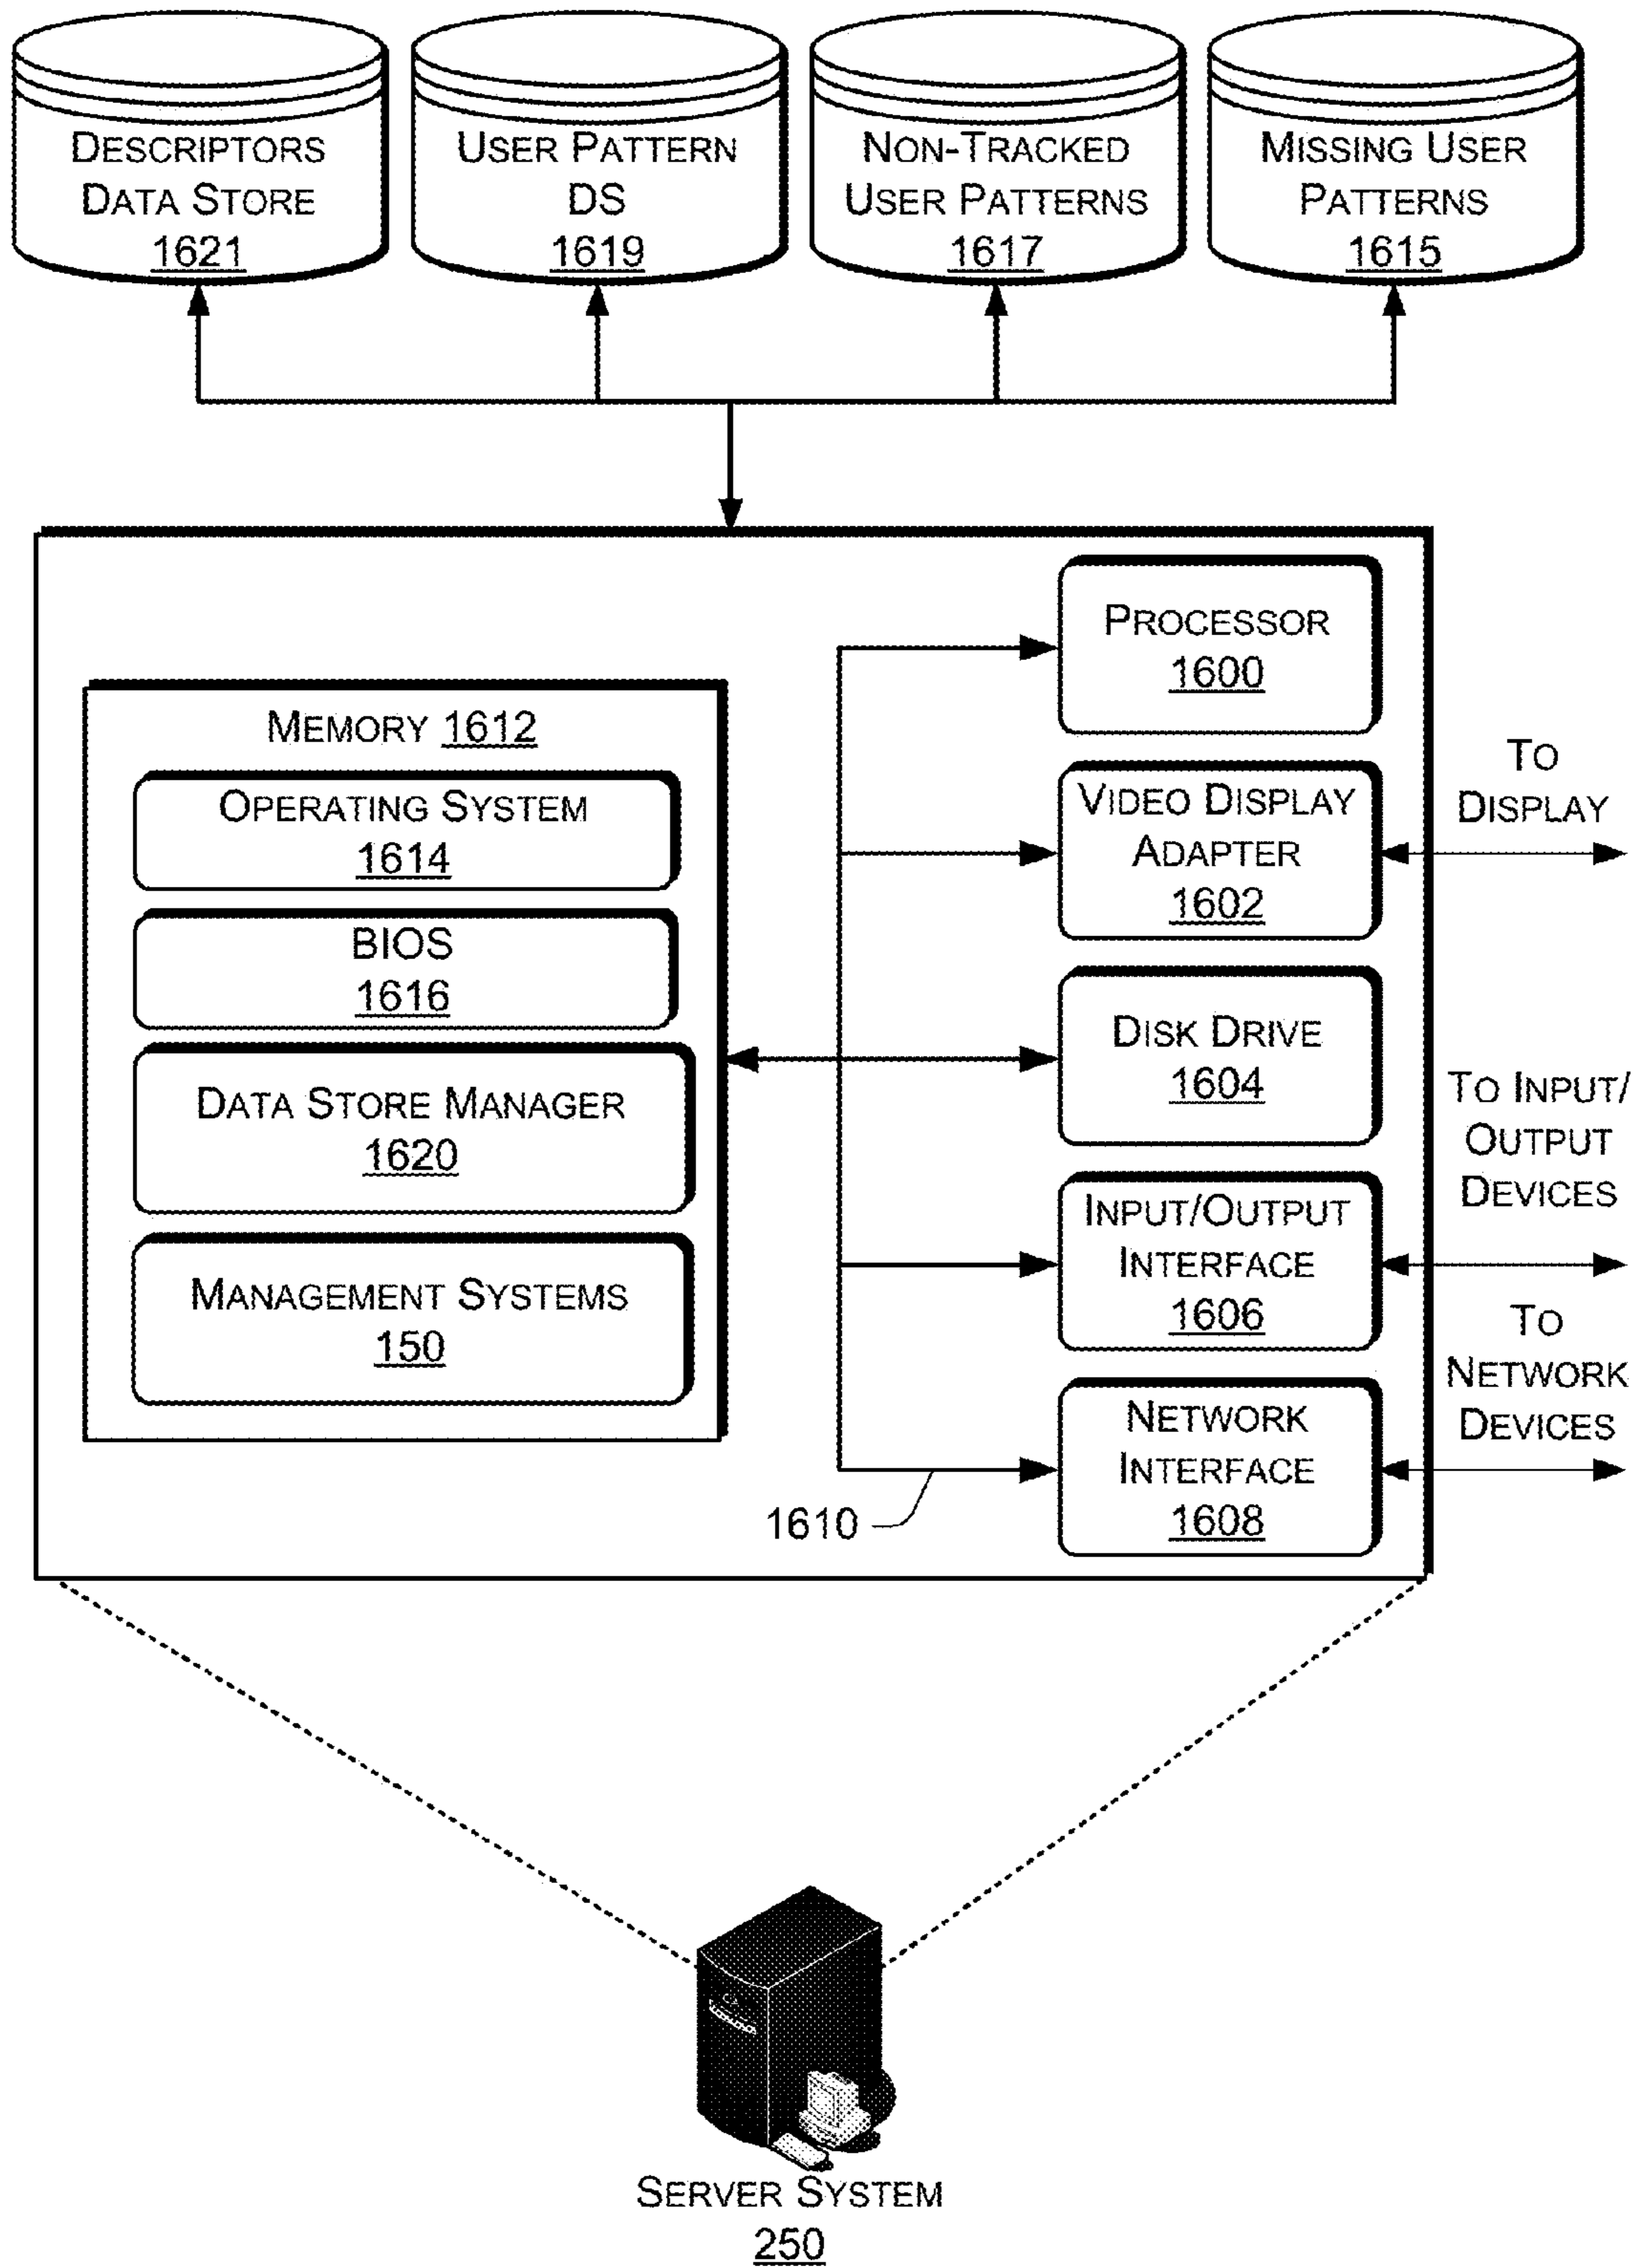 DESCRIPTORS
DATA STORE
1621
USER PATTERN
DS
1619
NON-TRACKED
USER PATTERNS
1617
MISSING USER
PATTERNS
1615
MEMORY 1612
OPERATING SYSTEM
1614
BIOS
1616
DATA STORE MANAGER
1620
MANAGEMENT SYSTEMS
150
PROCESSOR
1600
VIDEO DISPLAY
ADAPTER
1602
DISK DRIVE
1604
INPUT/OUTPUT
INTERFACE
1606
NETWORK
INTERFACE
1608
1610
TO
DISPLAY
TO INPUT/
OUTPUT
DEVICES
TO
NETWORK
DEVICES
SERVER SYSTEM
250